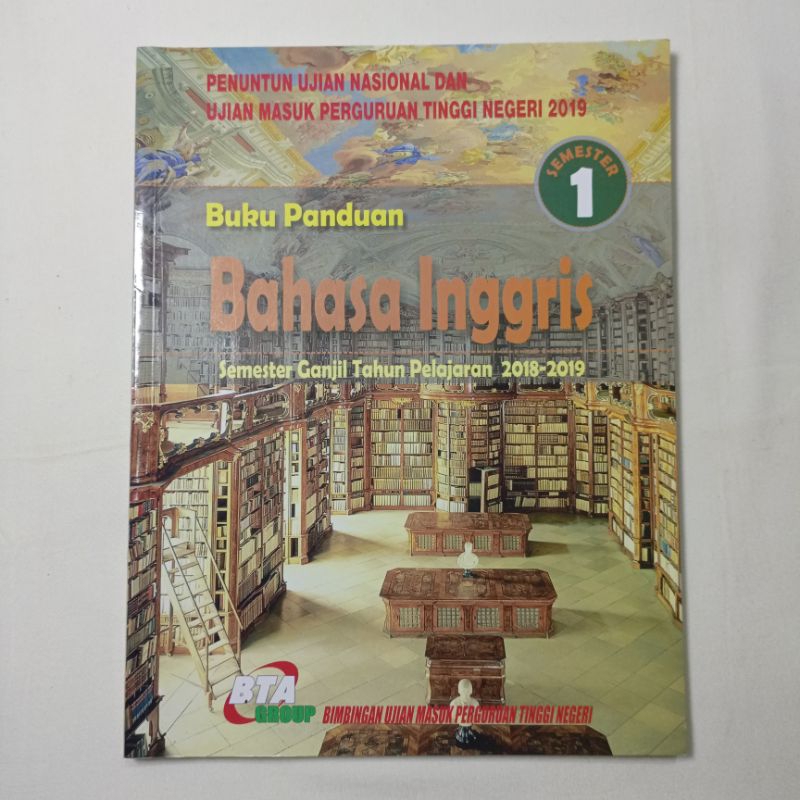 PENUNTUN UJIAN NASIONAL DAN
UJIAN MASUK PERGURUAN TINGGI NEGERI 2019
SEMESTER
1
Buku Panduan
Bahasa Inggris
Semester Ganjil Tahun Pelajaran 2018-2019
BTA
GROUP
BIMBINGAN UJIAN MASUK PERGURUAN TINGGI NEGERI